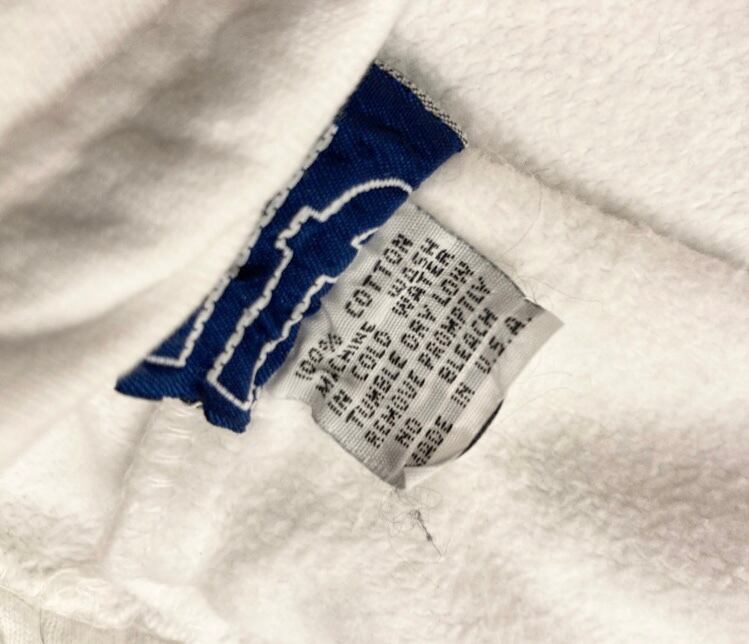 100% COTTON
MACHINE WASH
IN COLD WATER
TUMBLE DRY LOW
REMOVE PROMPTLY
NO BLEACH
MADE IN U.S.A.